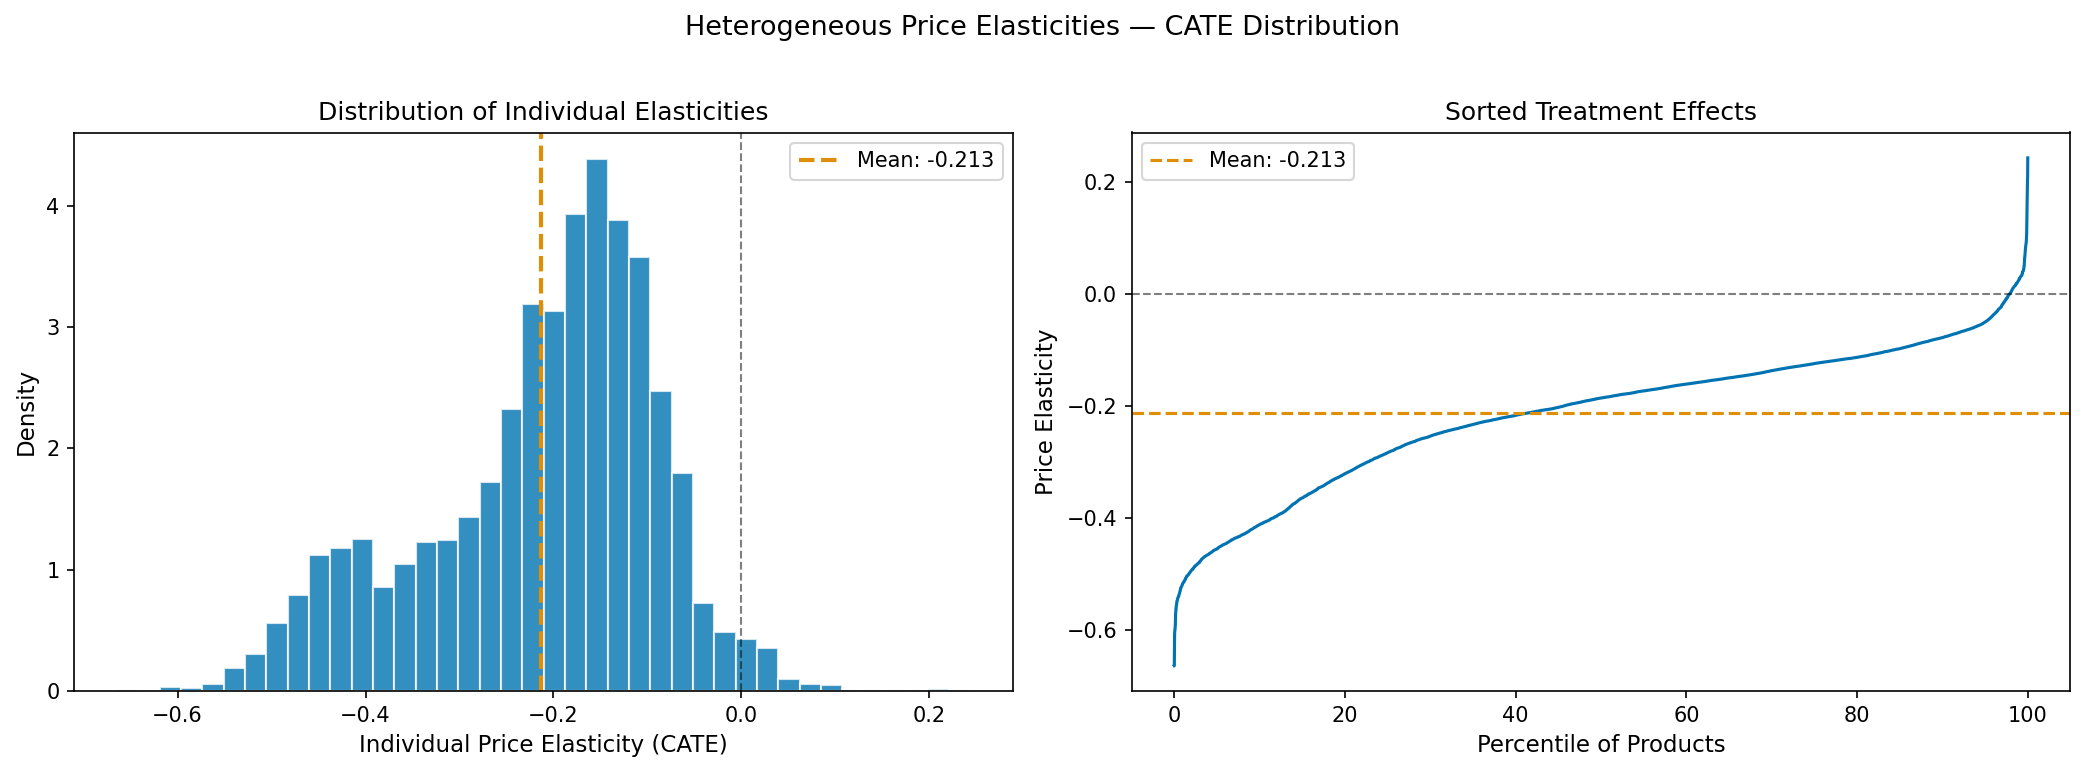 Heterogeneous Price Elasticities — CATE Distribution
Distribution of Individual Elasticities
Mean: -0.213
Density
4
3
2
1
0
−0.6
−0.4
−0.2
0.0
0.2
Individual Price Elasticity (CATE)
Sorted Treatment Effects
Mean: -0.213
Price Elasticity
0.2
0.0
−0.2
−0.4
−0.6
0
20
40
60
80
100
Percentile of Products